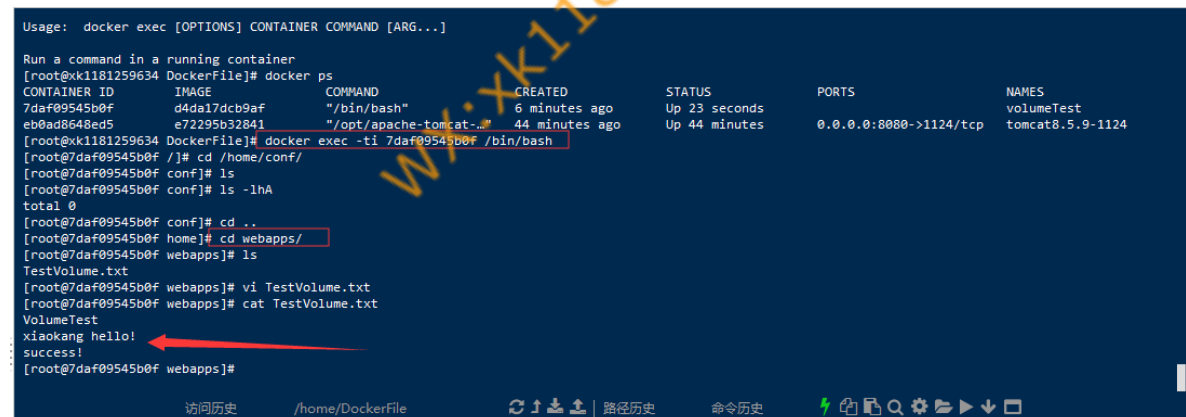 Usage:  docker exec [OPTIONS] CONTAINER COMMAND [ARG...]
Run a command in a running container
[root@xk1181259634 DockerFile]# docker ps
CONTAINER ID        IMAGE               COMMAND                  CREATED             STATUS              PORTS                    NAMES
7daf09545b0f        d4da17dcb9af        "/bin/bash"              6 minutes ago       Up 23 seconds                                volumeTest
eb0ad8648ed5        e72295b32841        "/opt/apache-tomcat-…"   44 minutes ago      Up 44 minutes       0.0.0.0:8080->1124/tcp   tomcat8.5.9-1124
[root@xk1181259634 DockerFile]# docker exec -ti 7daf09545b0f /bin/bash
[root@7daf09545b0f /]# cd /home/conf/
[root@7daf09545b0f conf]# ls
[root@7daf09545b0f conf]# ls -lhA
total 0
[root@7daf09545b0f conf]# cd ..
[root@7daf09545b0f home]# cd webapps/
[root@7daf09545b0f webapps]# ls
TestVolume.txt
[root@7daf09545b0f webapps]# vi TestVolume.txt
[root@7daf09545b0f webapps]# cat TestVolume.txt
VolumeTest
xiaokang hello!
success!
[root@7daf09545b0f webapps]#
访问历史 /home/DockerFile 路径历史 命令历史